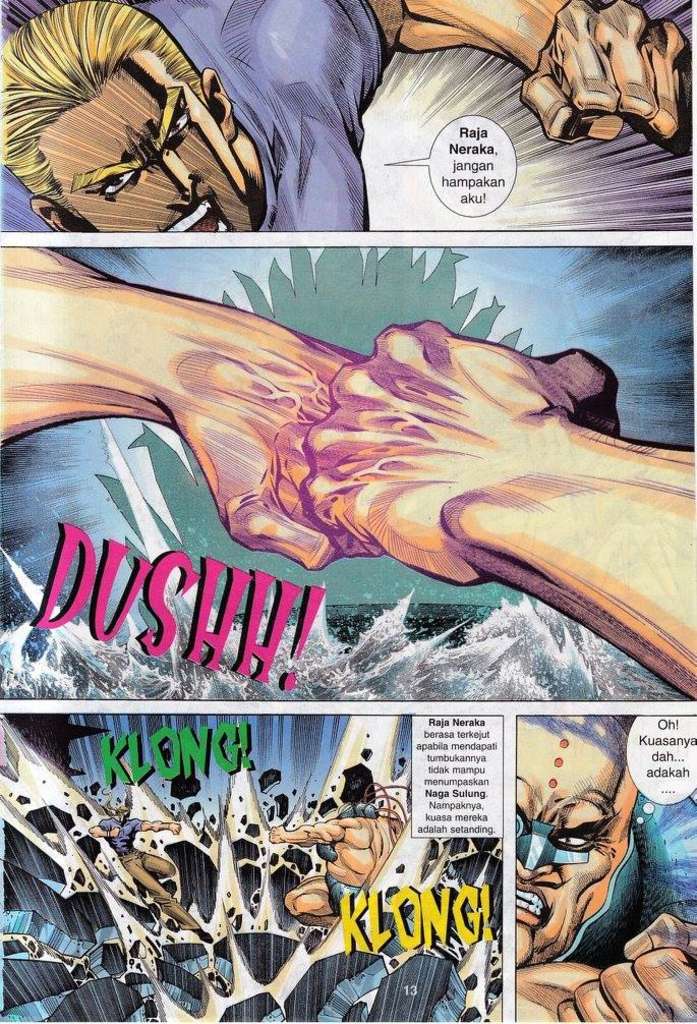 Raja
Neraka,
jangan
hampakan
aku!
DUSHH!
KLONG!
Raja Neraka
berasa terkejut
apabila mendapati
tumbukannya
tidak mampu
menumpaskan
Naga Sulung.
Nampaknya,
kuasa mereka
adalah setanding.
KLONG!
13
Oh!
Kuasanya
dah...
adakah
....